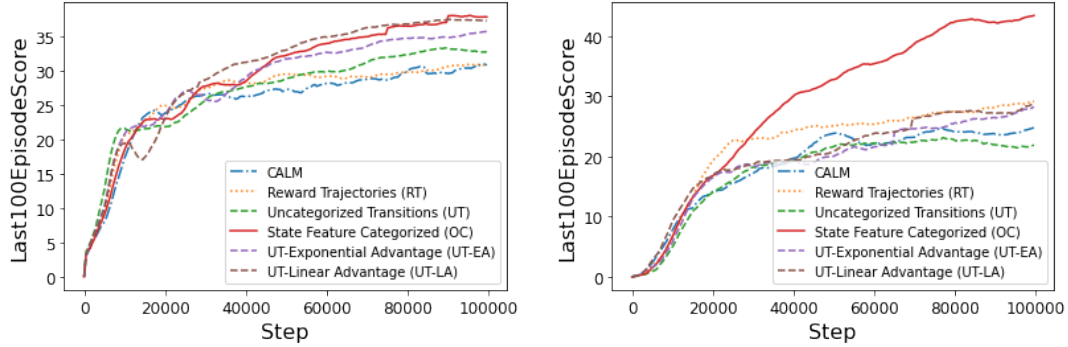 Last100EpisodeScore
35
30
25
20
15
10
5
0
CALM
Reward Trajectories (RT)
Uncategorized Transitions (UT)
State Feature Categorized (OC)
UT-Exponential Advantage (UT-EA)
UT-Linear Advantage (UT-LA)
0 20000 40000 60000 80000 100000
Step
Last100EpisodeScore
40
30
20
10
0
CALM
Reward Trajectories (RT)
Uncategorized Transitions (UT)
State Feature Categorized (OC)
UT-Exponential Advantage (UT-EA)
UT-Linear Advantage (UT-LA)
0 20000 40000 60000 80000 100000
Step